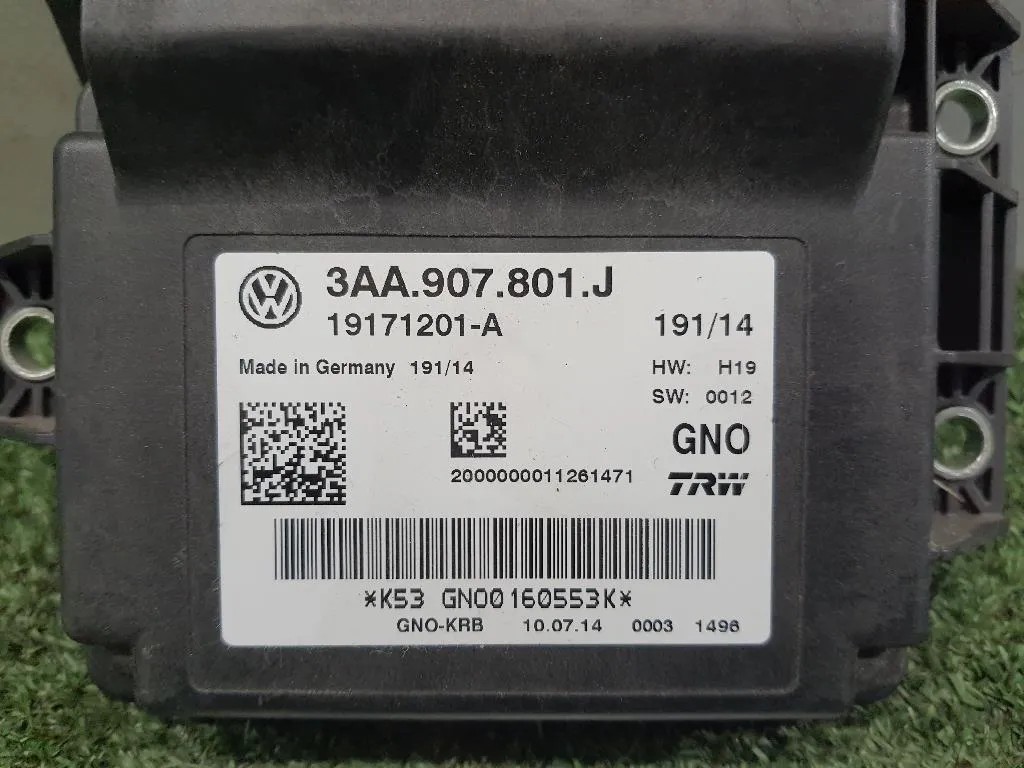 3AA.907.801.J
19171201-A 191/14
Made in Germany 191/14 HW: H19
SW: 0012
GNO
2000000011261471 TRW
*K53 GNO0160553K*
GNO-KRB 10.07.14 0003 1496